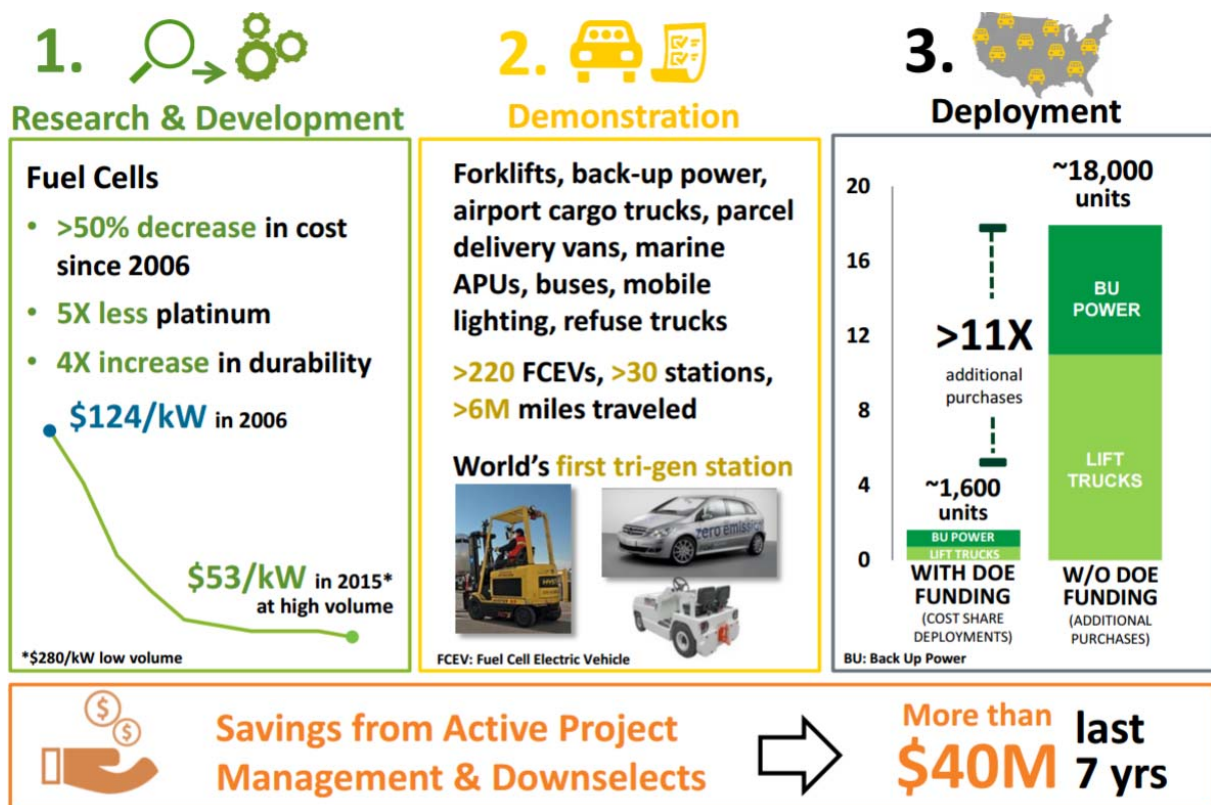 1.
Research & Development
Fuel Cells
• >50% decrease in cost
since 2006
• 5X less platinum
• 4X increase in durability
$124/kW in 2006
$53/kW in 2015*
at high volume
*$280/kW low volume
2.
Demonstration
Forklifts, back-up power,
airport cargo trucks, parcel
delivery vans, marine
APUs, buses, mobile
lighting, refuse trucks
>220 FCEVs, >30 stations,
>6M miles traveled
World's first tri-gen station
zero emission
FCEV: Fuel Cell Electric Vehicle
3.
Deployment
20
16
12
8
4
0
~18,000
units
>11X
additional
purchases
BU
POWER
LIFT
TRUCKS
~1,600
units
BU POWER
LIFT TRUCKS
WITH DOE
FUNDING
(COST SHARE
DEPLOYMENTS)
W/O DOE
FUNDING
(ADDITIONAL
PURCHASES)
BU: Back Up Power
$
$
Savings from Active Project
Management & Downselects
More than
$40M
last
7 yrs